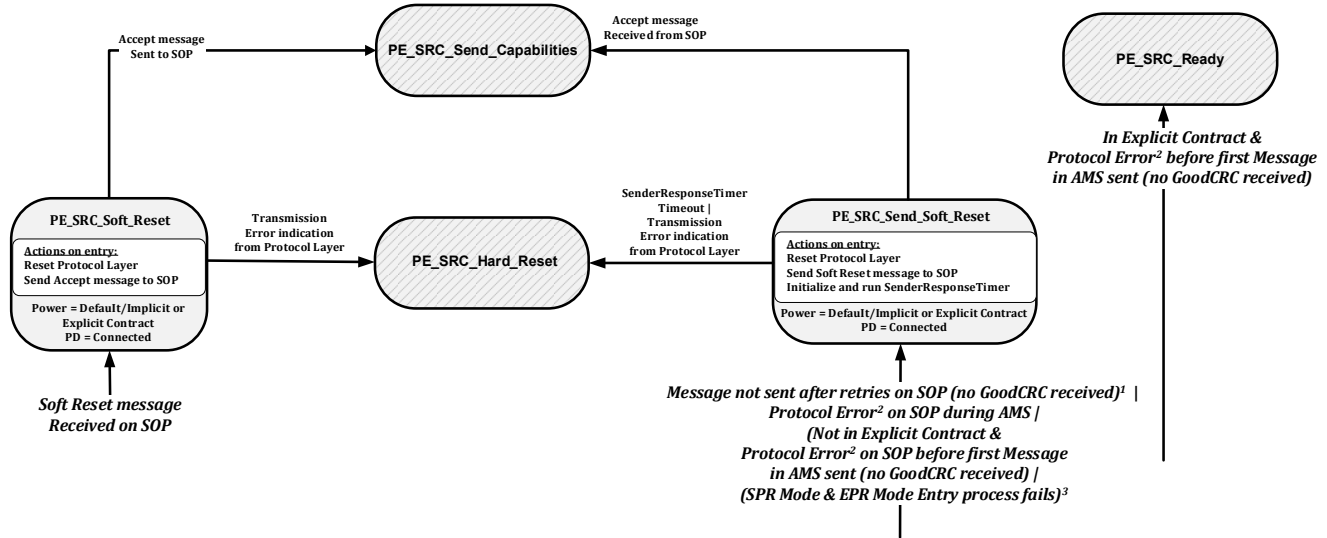 Accept message
Sent to SOP
PE_SRC_Send_Capabilities
Accept message
Received from SOP
PE_SRC_Ready
In Explicit Contract &
Protocol Error² before first Message
in AMS sent (no GoodCRC received)
PE_SRC_Soft_Reset
Actions on entry:
Reset Protocol Layer
Send Accept message to SOP
Power = Default/Implicit or
Explicit Contract
PD = Connected
Soft Reset message
Received on SOP
Transmission
Error indication
from Protocol Layer
PE_SRC_Hard_Reset
SenderResponseTimer
Timeout |
Transmission
Error indication
from Protocol Layer
PE_SRC_Send_Soft_Reset
Actions on entry:
Reset Protocol Layer
Send Soft Reset message to SOP
Initialize and run SenderResponseTimer
Power = Default/Implicit or Explicit Contract
PD = Connected
Message not sent after retries on SOP (no GoodCRC received)¹ |
Protocol Error² on SOP during AMS |
(Not in Explicit Contract &
Protocol Error² on SOP before first Message
in AMS sent (no GoodCRC received) |
(SPR Mode & EPR Mode Entry process fails)³